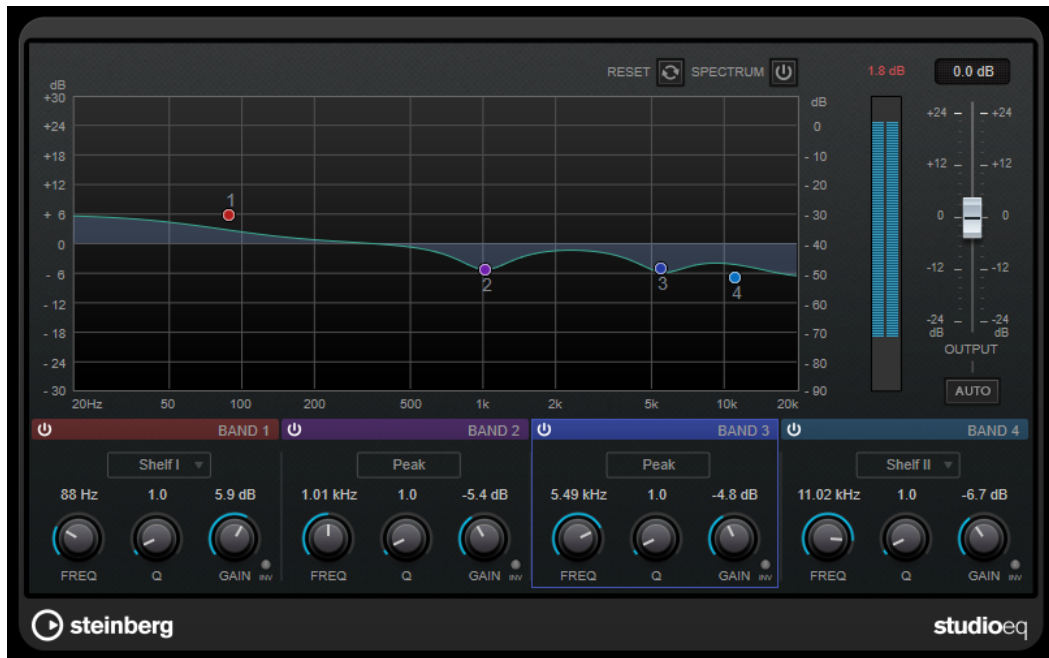 RESET SPECTRUM 1.8 dB 0.0 dB
dB
+30
+24
+18
+12
+ 6
0
- 6
- 12
- 18
- 24
- 30
1
2
3
4
dB
0
- 10
- 20
- 30
- 40
- 50
- 60
- 70
- 80
- 90
+24 +24
+12 +12
0 0
-12 -12
-24 -24
dB dB
OUTPUT
AUTO
20Hz 50 100 200 500 1k 2k 5k 10k 20k
BAND 1 BAND 2 BAND 3 BAND 4
Shelf I Peak Peak Shelf II
88 Hz 1.0 5.9 dB 1.01 kHz 1.0 -5.4 dB 5.49 kHz 1.0 -4.8 dB 11.02 kHz 1.0 -6.7 dB
FREQ Q GAIN INV FREQ Q GAIN INV FREQ Q GAIN INV FREQ Q GAIN INV
steinberg studioeq